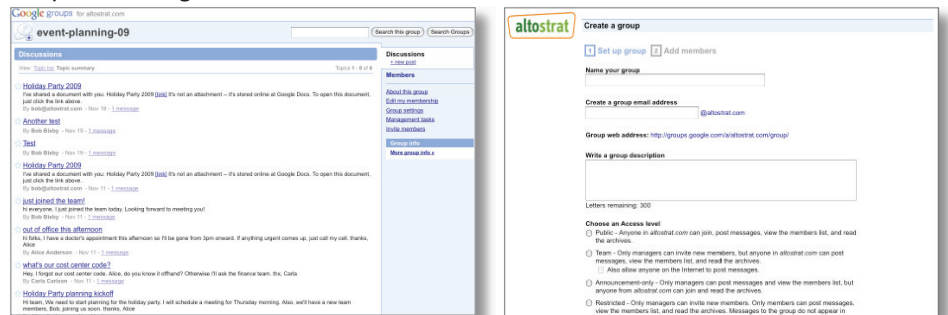 Google groups for altostrat.com
event-planning-09
Search this group Search Groups
Discussions
View: Topic list, Topic summary Topics 1 - 8 of 8
Holiday Party 2009
I've shared a document with you: Holiday Party 2009 [link] It's not an attachment -- it's stored online at Google Docs. To open this document,
just click the link above.
By bob@altostrat.com - Nov 19 - 1 message
Another test
By Bob Bixby - Nov 19 - 1 message
Test
By Bob Bixby - Nov 19 - 1 message
Holiday Party 2009
I've shared a document with you: Holiday Party 2009 [link] It's not an attachment -- it's stored online at Google Docs. To open this document,
just click the link above.
By bob@altostrat.com - Nov 11 - 1 message
just joined the team!
hi everyone, I just joined the team today. Looking forward to meeting you!
By Bob Bixby - Nov 11 - 1 message
out of office this afternoon
hi folks, I have a doctor's appointment this afternoon so I'll be gone from 3pm onward. If anything urgent comes up, just call my cell. thanks,
Alice
By Alice Anderson - Nov 11 - 1 message
what's our cost center code?
Hey, I forgot our cost center code. Alice, do you know it offhand? Otherwise I'll ask the finance team. thx, Carla
By Carla Carlson - Nov 11 - 1 message
Holiday Party planning kickoff
Hi team, We need to start planning for the holiday party. I will schedule a meeting for Thursday morning. Also, we'll have a new team
members, Bob, joining us soon. thanks, Alice
Discussions
+ new post
Members
About this group
Edit my membership
Group settings
Management tasks
Invite members
Group info
More group info »
altostrat
Create a group
1 Set up group 2 Add members
Name your group
Create a group email address
@altostrat.com
Group web address: http://groups.google.com/a/altostrat.com/group/
Write a group description
Letters remaining: 300
Choose an Access level
Public - Anyone in altostrat.com can join, post messages, view the members list, and read
the archives.
Team - Only managers can invite new members, but anyone in altostrat.com can post
messages, view the members list, and read the archives.
Also allow anyone on the Internet to post messages.
Announcement-only - Only managers can post messages and view the members list, but
anyone from altostrat.com can join and read the archives.
Restricted - Only managers can invite new members. Only members can post messages,
view the members list, and read the archives. Messages to the group do not appear in